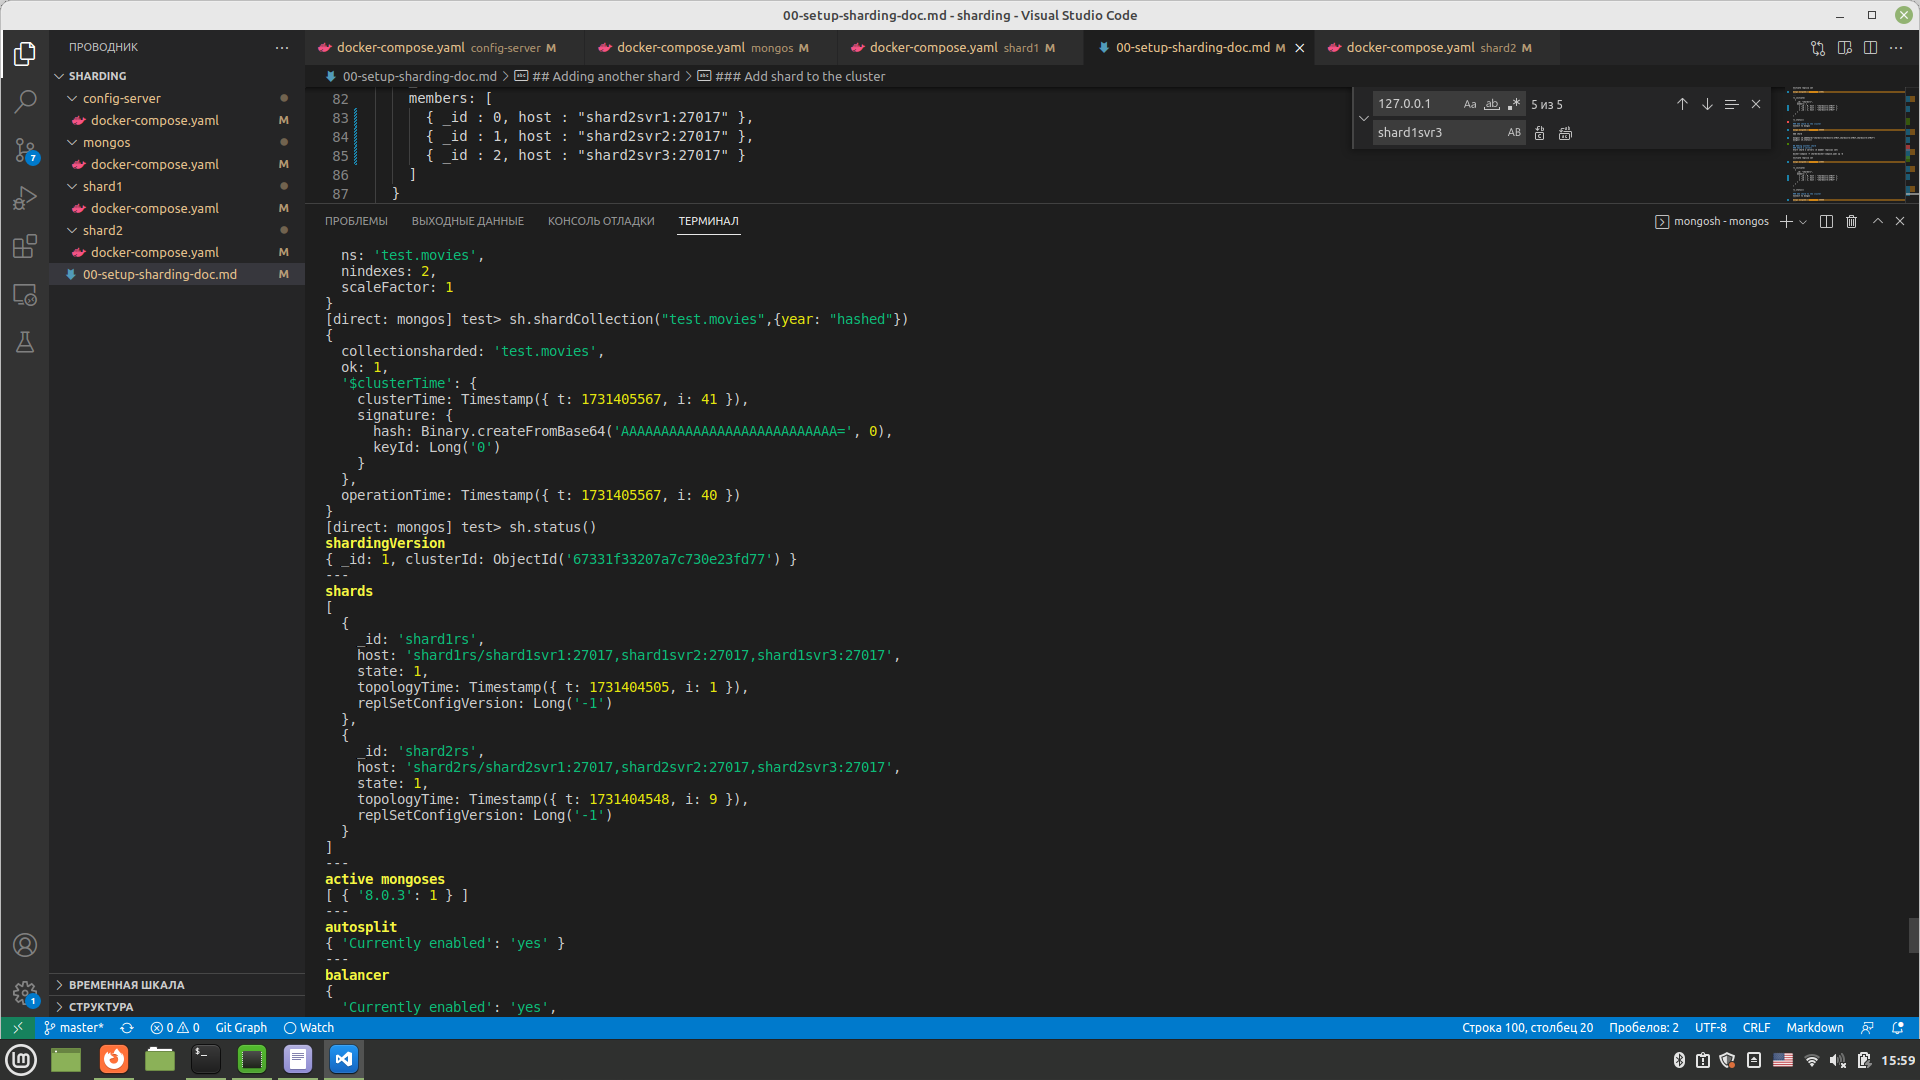 00-setup-sharding-doc.md - sharding - Visual Studio Code
ПРОВОДНИК
SHARDING
config-server
docker-compose.yaml M
mongos
docker-compose.yaml M
shard1
docker-compose.yaml M
shard2
docker-compose.yaml M
00-setup-sharding-doc.md M
ВРЕМЕННАЯ ШКАЛА
СТРУКТУРА
7
1
docker-compose.yaml config-server M
docker-compose.yaml mongos M
docker-compose.yaml shard1 M
00-setup-sharding-doc.md M
docker-compose.yaml shard2 M
00-setup-sharding-doc.md > ## Adding another shard > ### Add shard to the cluster
82 members: [
83 { _id : 0, host : "shard2svr1:27017" },
84 { _id : 1, host : "shard2svr2:27017" },
85 { _id : 2, host : "shard2svr3:27017" }
86 ]
87 }
127.0.0.1 Aa ab .* 5 из 5
shard1svr3 AB
ПРОБЛЕМЫ ВЫХОДНЫЕ ДАННЫЕ КОНСОЛЬ ОТЛАДКИ ТЕРМИНАЛ
mongosh - mongos
ns: 'test.movies',
nindexes: 2,
scaleFactor: 1
}
[direct: mongos] test> sh.shardCollection("test.movies",{year: "hashed"})
{
collectionsharded: 'test.movies',
ok: 1,
'$clusterTime': {
clusterTime: Timestamp({ t: 1731405567, i: 41 }),
signature: {
hash: Binary.createFromBase64('AAAAAAAAAAAAAAAAAAAAAAAAAAA=', 0),
keyId: Long('0')
}
},
operationTime: Timestamp({ t: 1731405567, i: 40 })
}
[direct: mongos] test> sh.status()
shardingVersion
{ _id: 1, clusterId: ObjectId('67331f33207a7c730e23fd77') }
---
shards
[
{
_id: 'shard1rs',
host: 'shard1rs/shard1svr1:27017,shard1svr2:27017,shard1svr3:27017',
state: 1,
topologyTime: Timestamp({ t: 1731404505, i: 1 }),
replSetConfigVersion: Long('-1')
},
{
_id: 'shard2rs',
host: 'shard2rs/shard2svr1:27017,shard2svr2:27017,shard2svr3:27017',
state: 1,
topologyTime: Timestamp({ t: 1731404548, i: 9 }),
replSetConfigVersion: Long('-1')
}
]
---
active mongoses
[ { '8.0.3': 1 } ]
---
autosplit
{ 'Currently enabled': 'yes' }
---
balancer
{
'Currently enabled': 'yes',
master* 0 0 Git Graph Watch
Строка 100, столбец 20 Пробелов: 2 UTF-8 CRLF Markdown
15:59